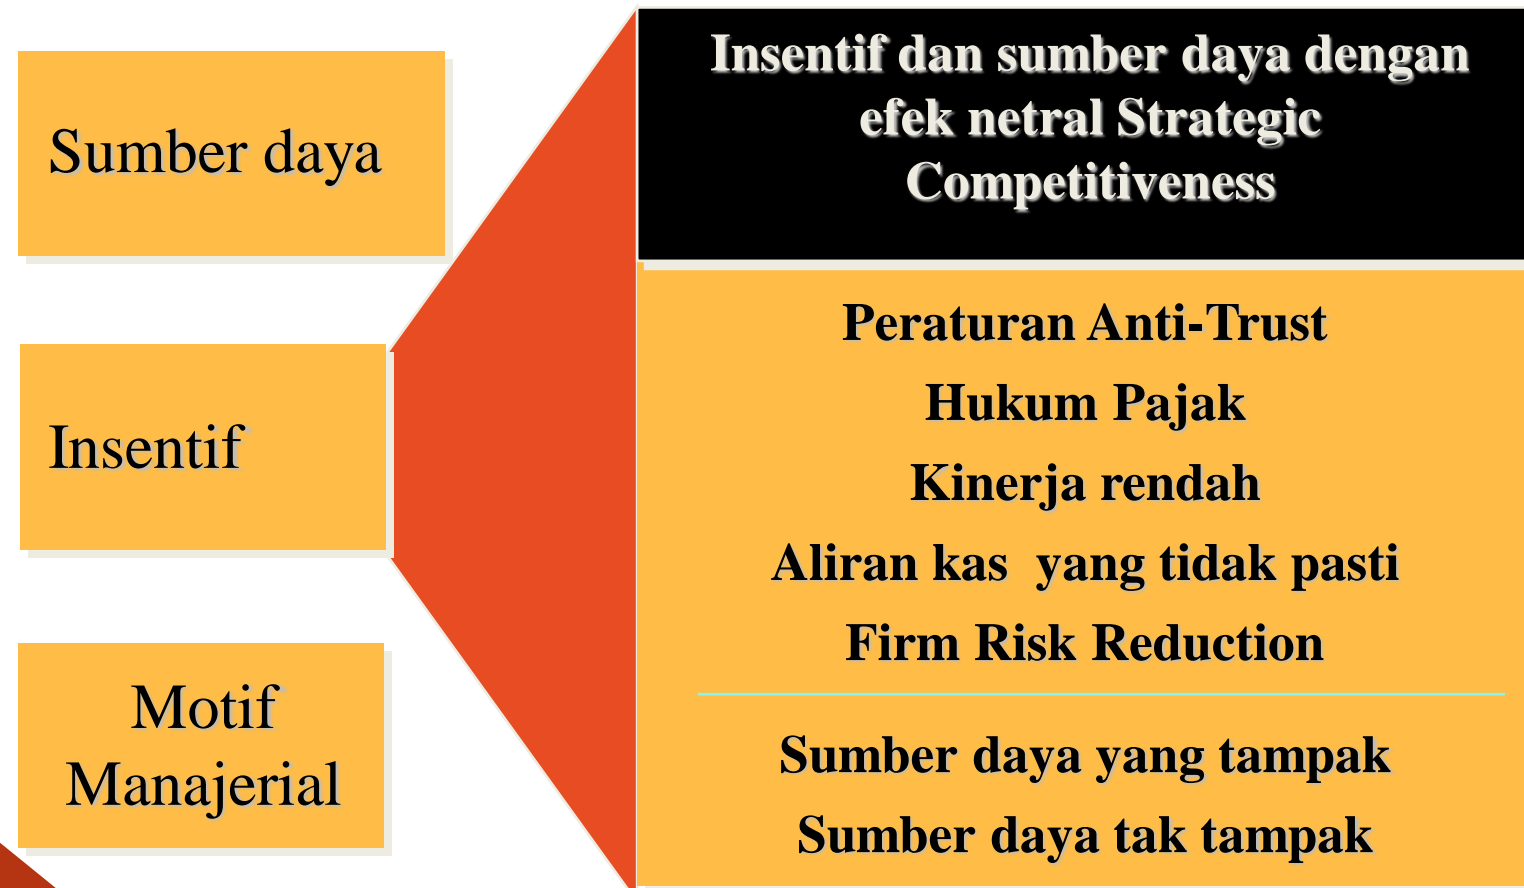 Sumber daya
Insentif
Motif
Manajerial
Insentif dan sumber daya dengan
efek netral Strategic
Competitiveness
Peraturan Anti-Trust
Hukum Pajak
Kinerja rendah
Aliran kas  yang tidak pasti
Firm Risk Reduction
Sumber daya yang tampak
Sumber daya tak tampak